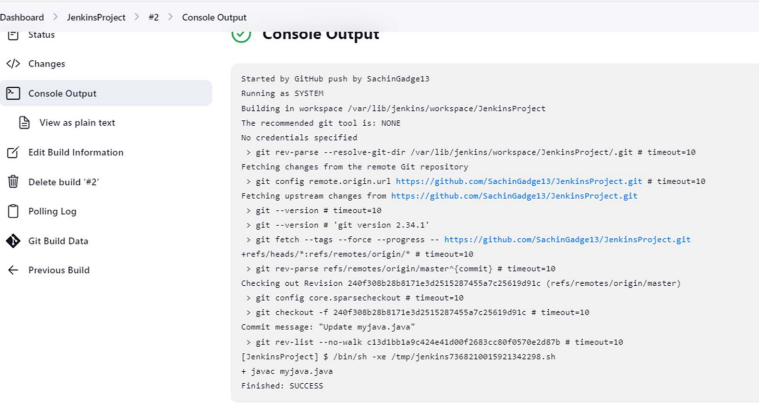 Dashboard > JenkinsProject > #2 > Console Output
Status
Changes
Console Output
View as plain text
Edit Build Information
Delete build '#2'
Polling Log
Git Build Data
Previous Build
Console Output
Started by GitHub push by SachinGadge13
Running as SYSTEM
Building in workspace /var/lib/jenkins/workspace/JenkinsProject
The recommended git tool is: NONE
No credentials specified
> git rev-parse --resolve-git-dir /var/lib/jenkins/workspace/JenkinsProject/.git # timeout=10
Fetching changes from the remote Git repository
> git config remote.origin.url https://github.com/SachinGadge13/JenkinsProject.git # timeout=10
Fetching upstream changes from https://github.com/SachinGadge13/JenkinsProject.git
> git --version # timeout=10
> git --version # 'git version 2.34.1'
> git fetch --tags --force --progress -- https://github.com/SachinGadge13/JenkinsProject.git
+refs/heads/*:refs/remotes/origin/* # timeout=10
> git rev-parse refs/remotes/origin/master^{commit} # timeout=10
Checking out Revision 240f308b28b8171e3d2515287455a7c25619d91c (refs/remotes/origin/master)
> git config core.sparsecheckout # timeout=10
> git checkout -f 240f308b28b8171e3d2515287455a7c25619d91c # timeout=10
Commit message: "Update myjava.java"
> git rev-list --no-walk c13d1bb1a9c424e41d00f2683cc80f0570e2d87b # timeout=10
[JenkinsProject] $ /bin/sh -xe /tmp/jenkins7368210015921342298.sh
+ javac myjava.java
Finished: SUCCESS